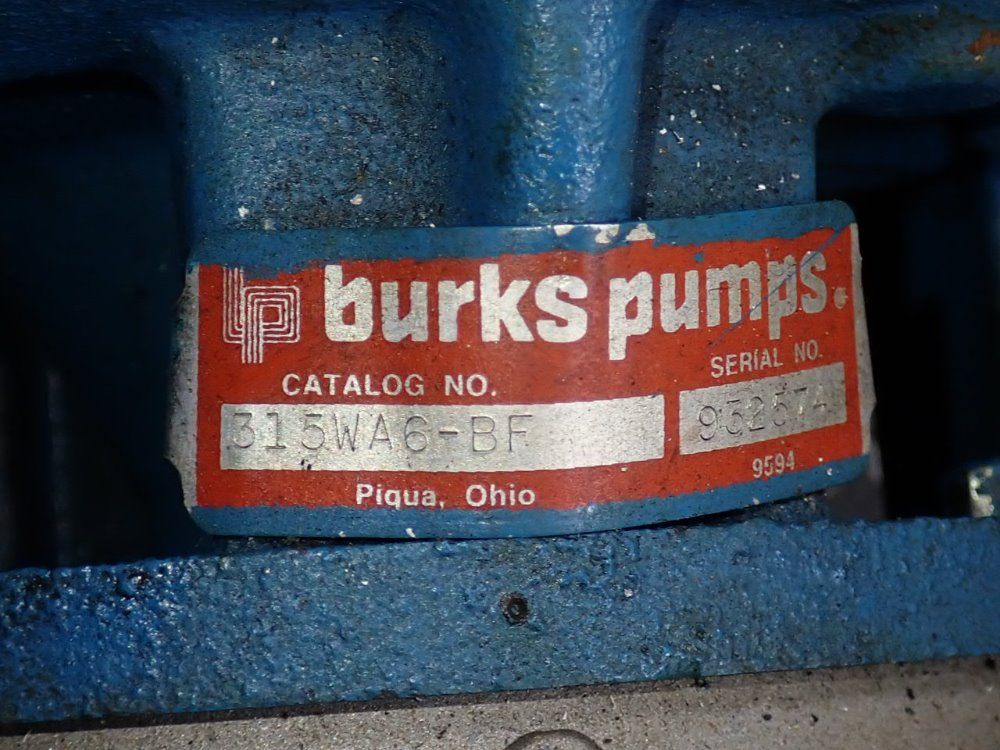 burks pumps.
CATALOG NO.
315WA6-BF
SERIAL NO.
9594
Piqua, Ohio